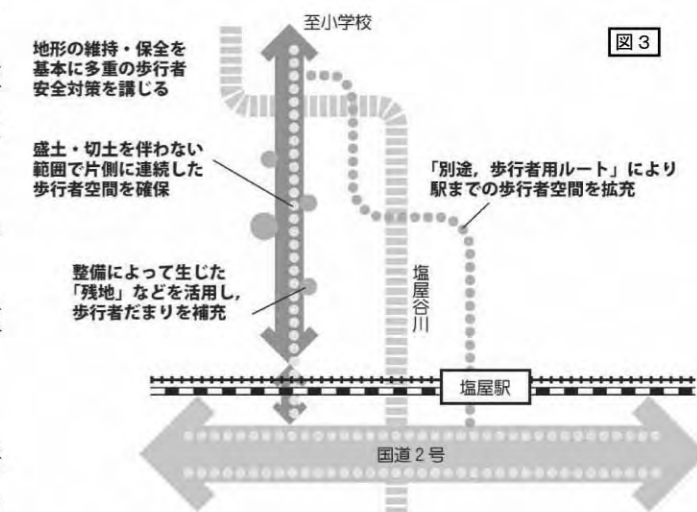 至小学校
図3
地形の維持・保全を
基本に多重の歩行者
安全対策を講じる
盛土・切土を伴わない
範囲で片側に連続した
歩行者空間を確保
「別途,歩行者用ルート」により
駅までの歩行者空間を拡充
整備によって生じた
「残地」などを活用し,
歩行者だまりを補充
塩屋谷川
塩屋駅
国道2号